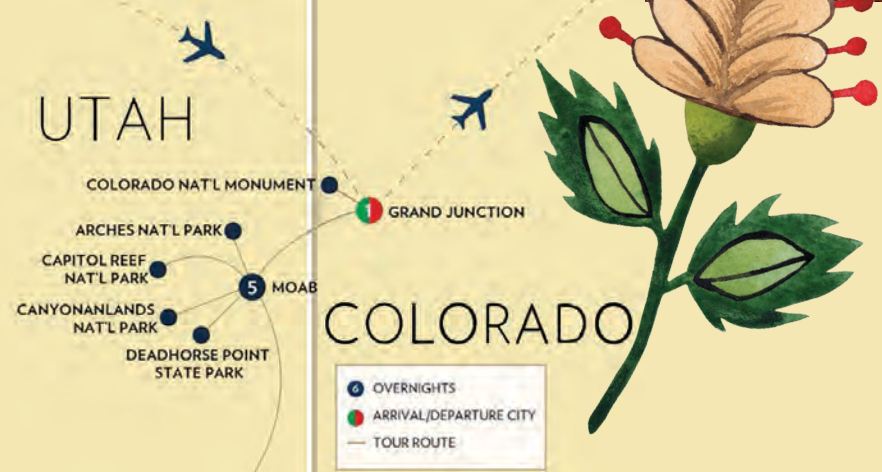 UTAH
COLORADO NAT'L MONUMENT
1
GRAND JUNCTION
ARCHES NAT'L PARK
CAPITOL REEF
NAT'L PARK
5
MOAB
CANYONANLANDS
NAT'L PARK
DEADHORSE POINT
STATE PARK
COLORADO
6 OVERNIGHTS
ARRIVAL/DEPARTURE CITY
TOUR ROUTE